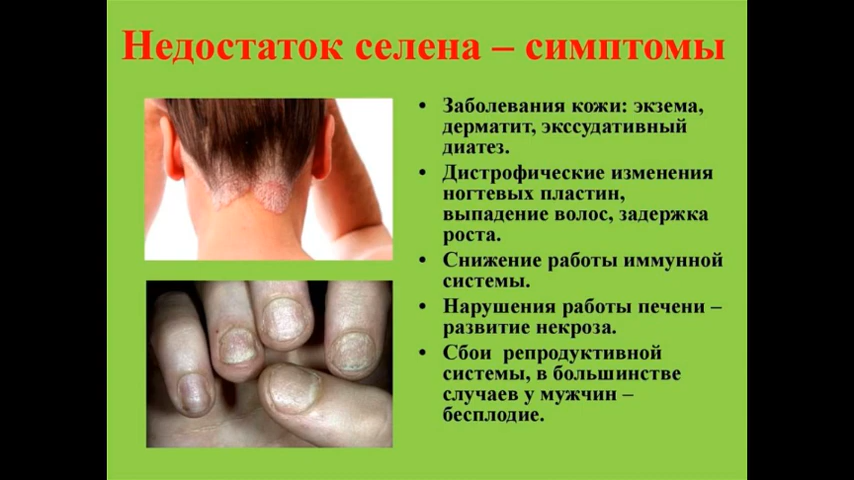 Недостаток селена – симптомы
• Заболевания кожи: экзема,
дерматит, экссудативный
диатез.
• Дистрофические изменения
ногтевых пластин,
выпадение волос, задержка
роста.
• Снижение работы иммунной
системы.
• Нарушения работы печени –
развитие некроза.
• Сбои репродуктивной
системы, в большинстве
случаев у мужчин –
бесплодие.